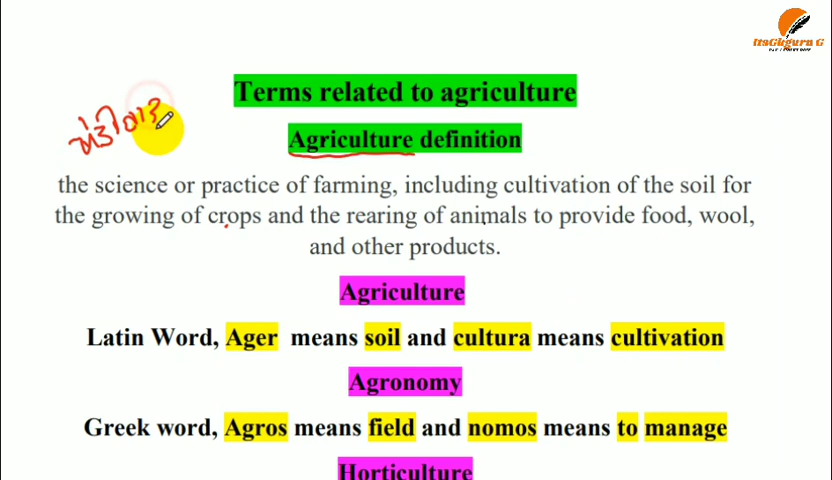 ItsGkguru G
Terms related to agriculture
Agriculture definition
the science or practice of farming, including cultivation of the soil for
the growing of crops and the rearing of animals to provide food, wool,
and other products.
Agriculture
Latin Word, Ager means soil and cultura means cultivation
Agronomy
Greek word, Agros means field and nomos means to manage
Horticulture